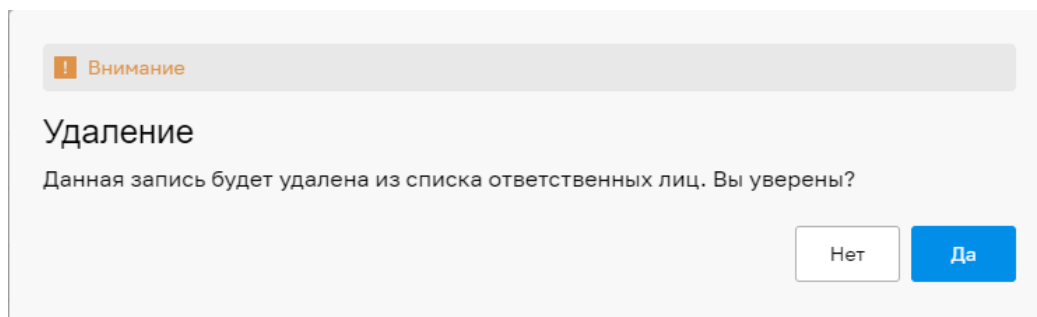 ! Внимание
Удаление
Данная запись будет удалена из списка ответственных лиц. Вы уверены?
Нет Да